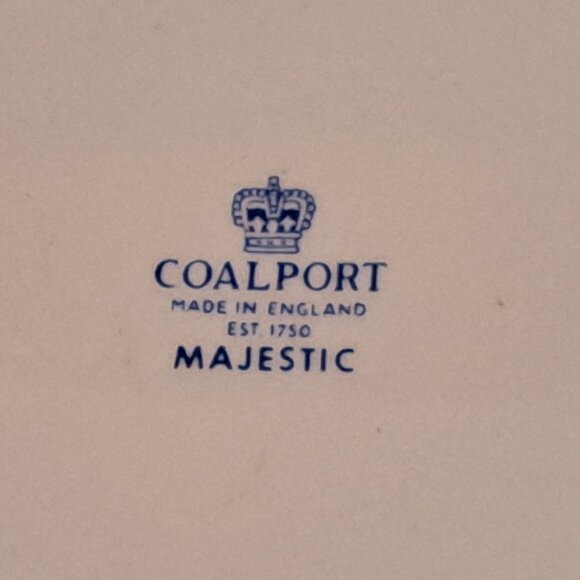 COALPORT
MADE IN ENGLAND
EST. 1750
MAJESTIC